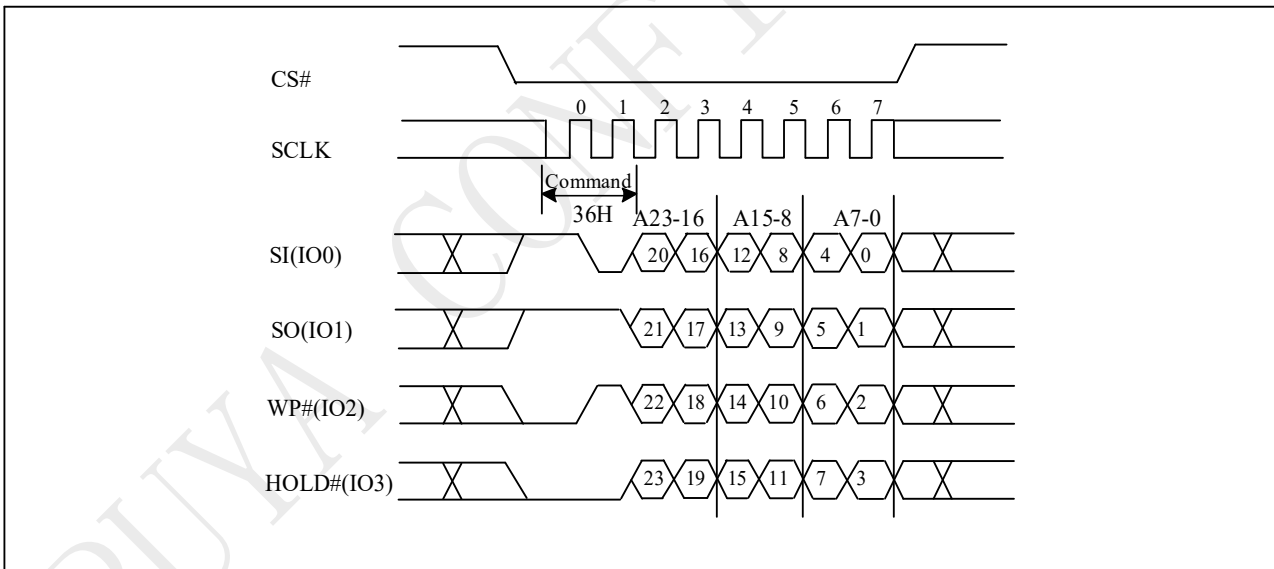 CS#
0 1 2 3 4 5 6 7
SCLK
Command
36H
A23-16 A15-8 A7-0
SI(IO0) 20 16 12 8 4 0
SO(IO1) 21 17 13 9 5 1
WP#(IO2) 22 18 14 10 6 2
HOLD#(IO3) 23 19 15 11 7 3